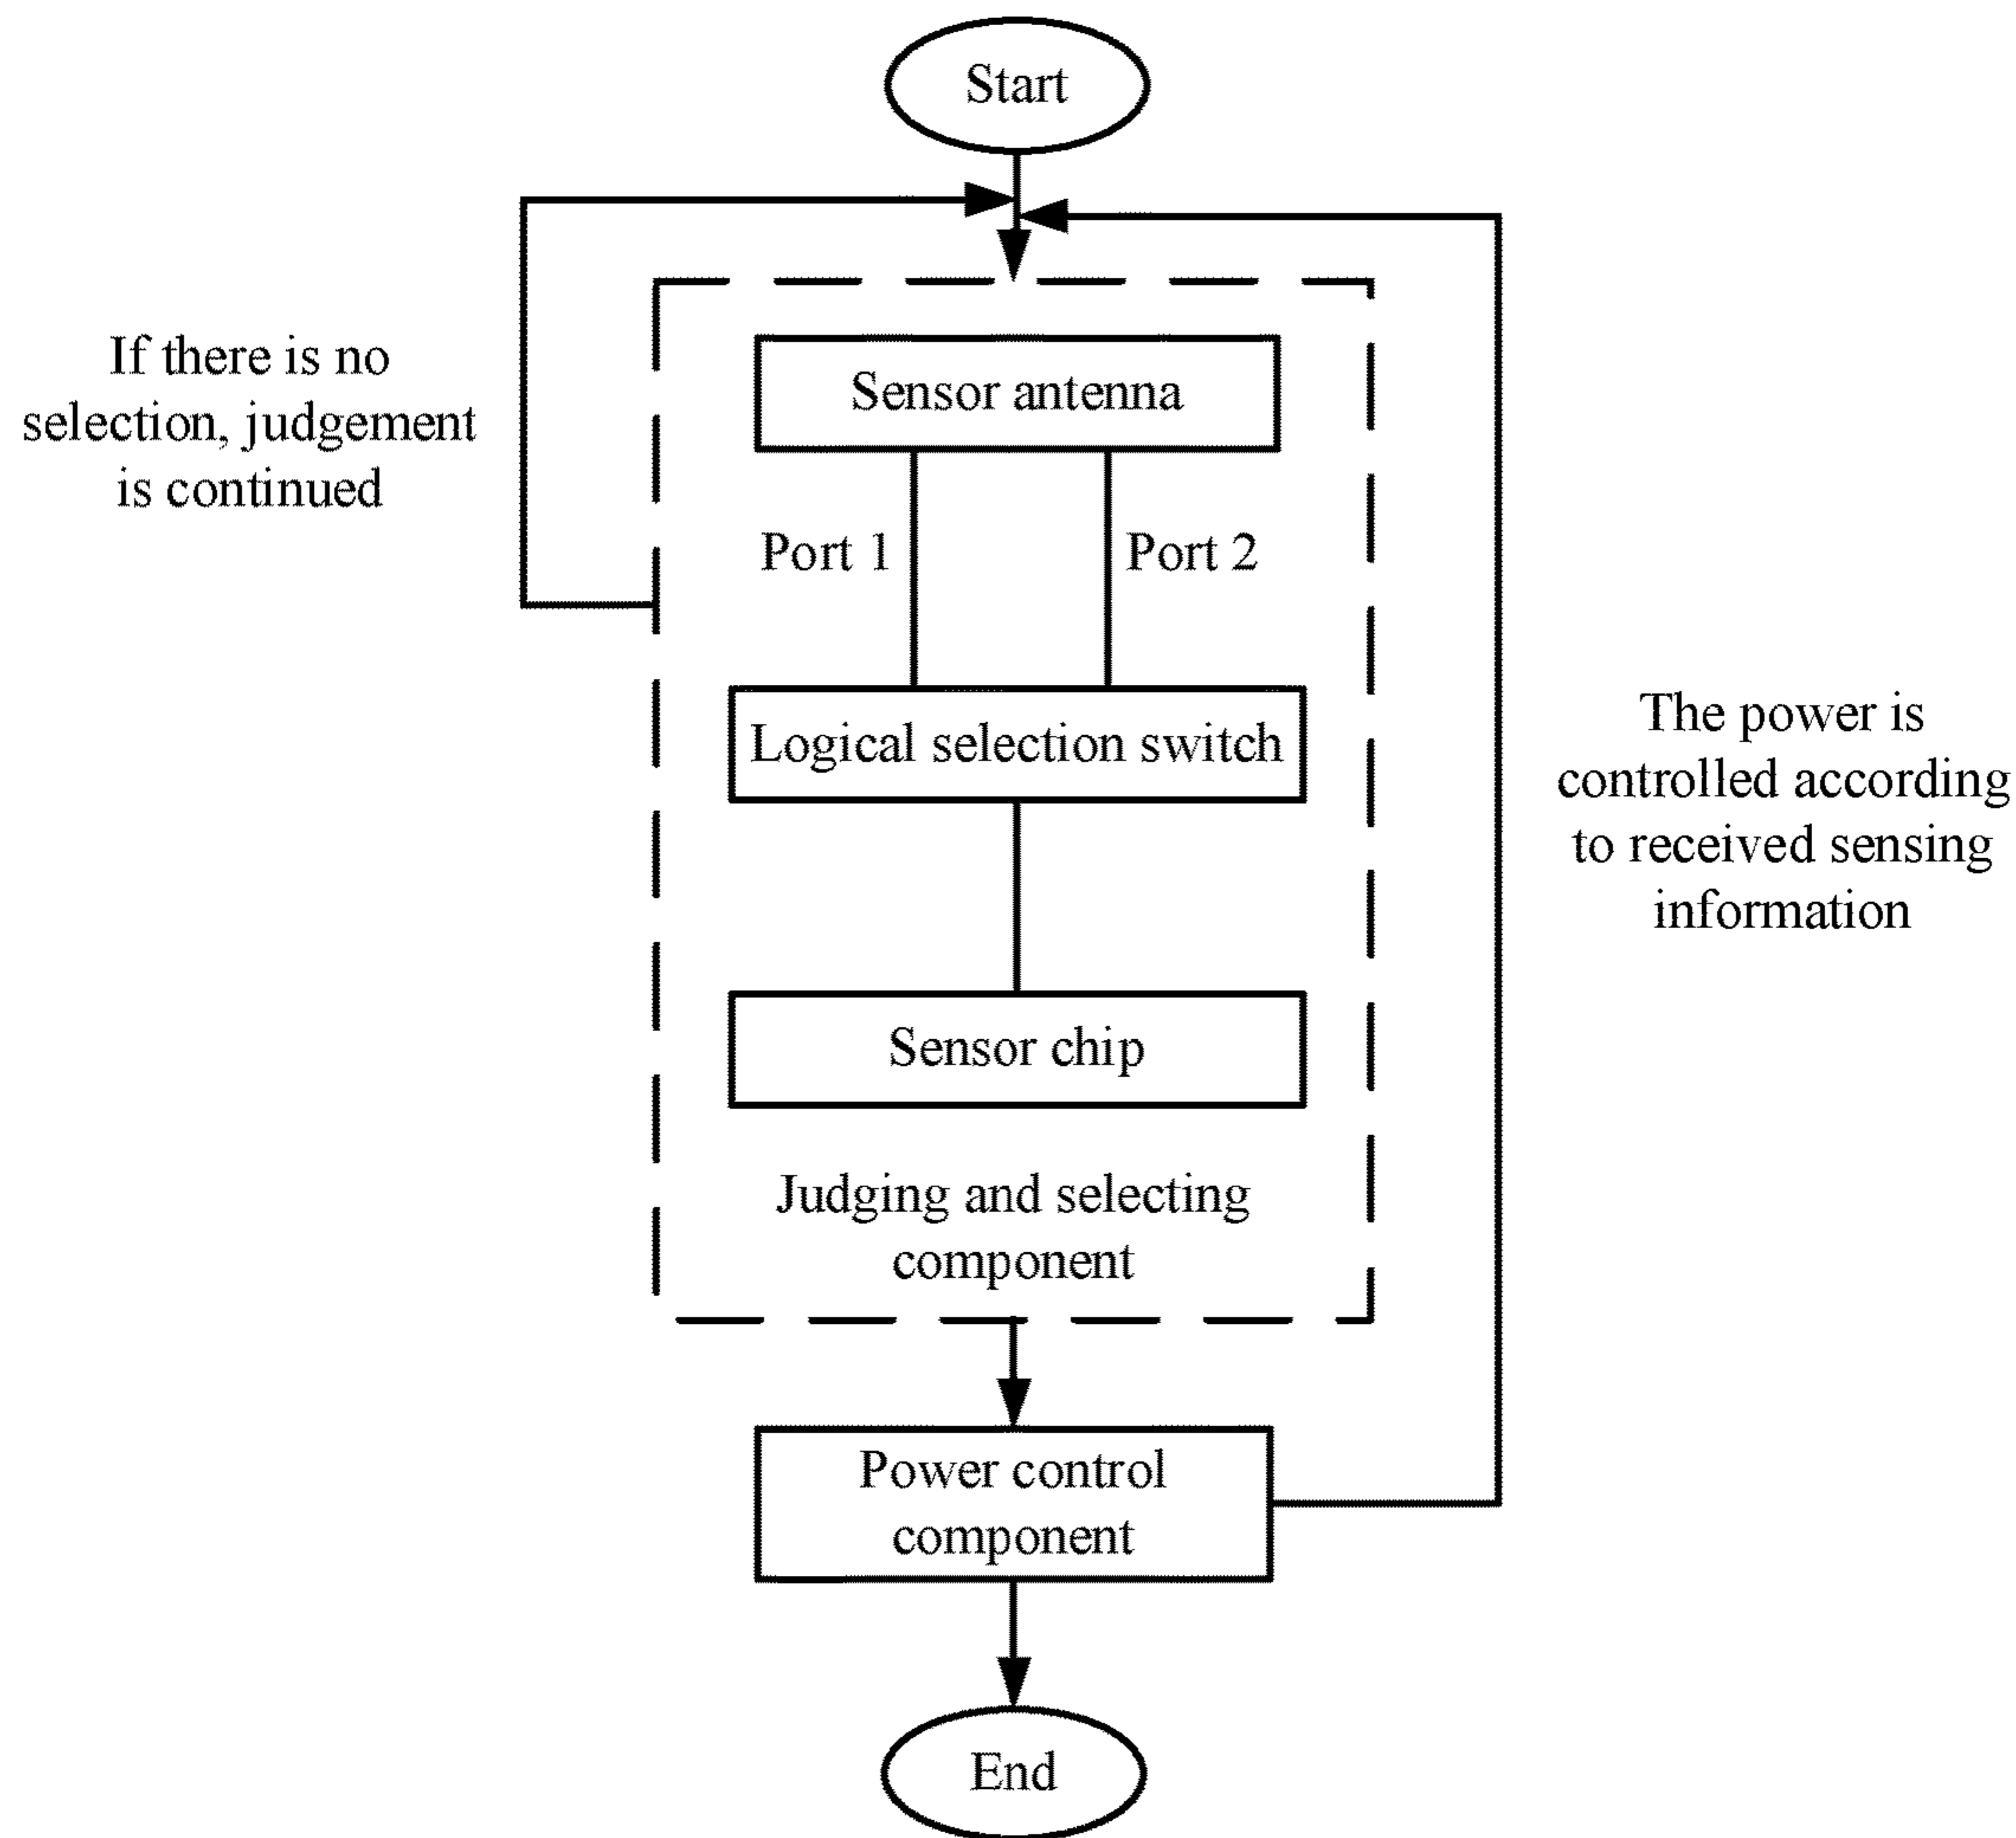 Start
If there is no
selection, judgement
is continued
Sensor antenna
Port 1
Port 2
Logical selection switch
The power is
controlled according
to received sensing
information
Sensor chip
Judging and selecting
component
Power control
component
End